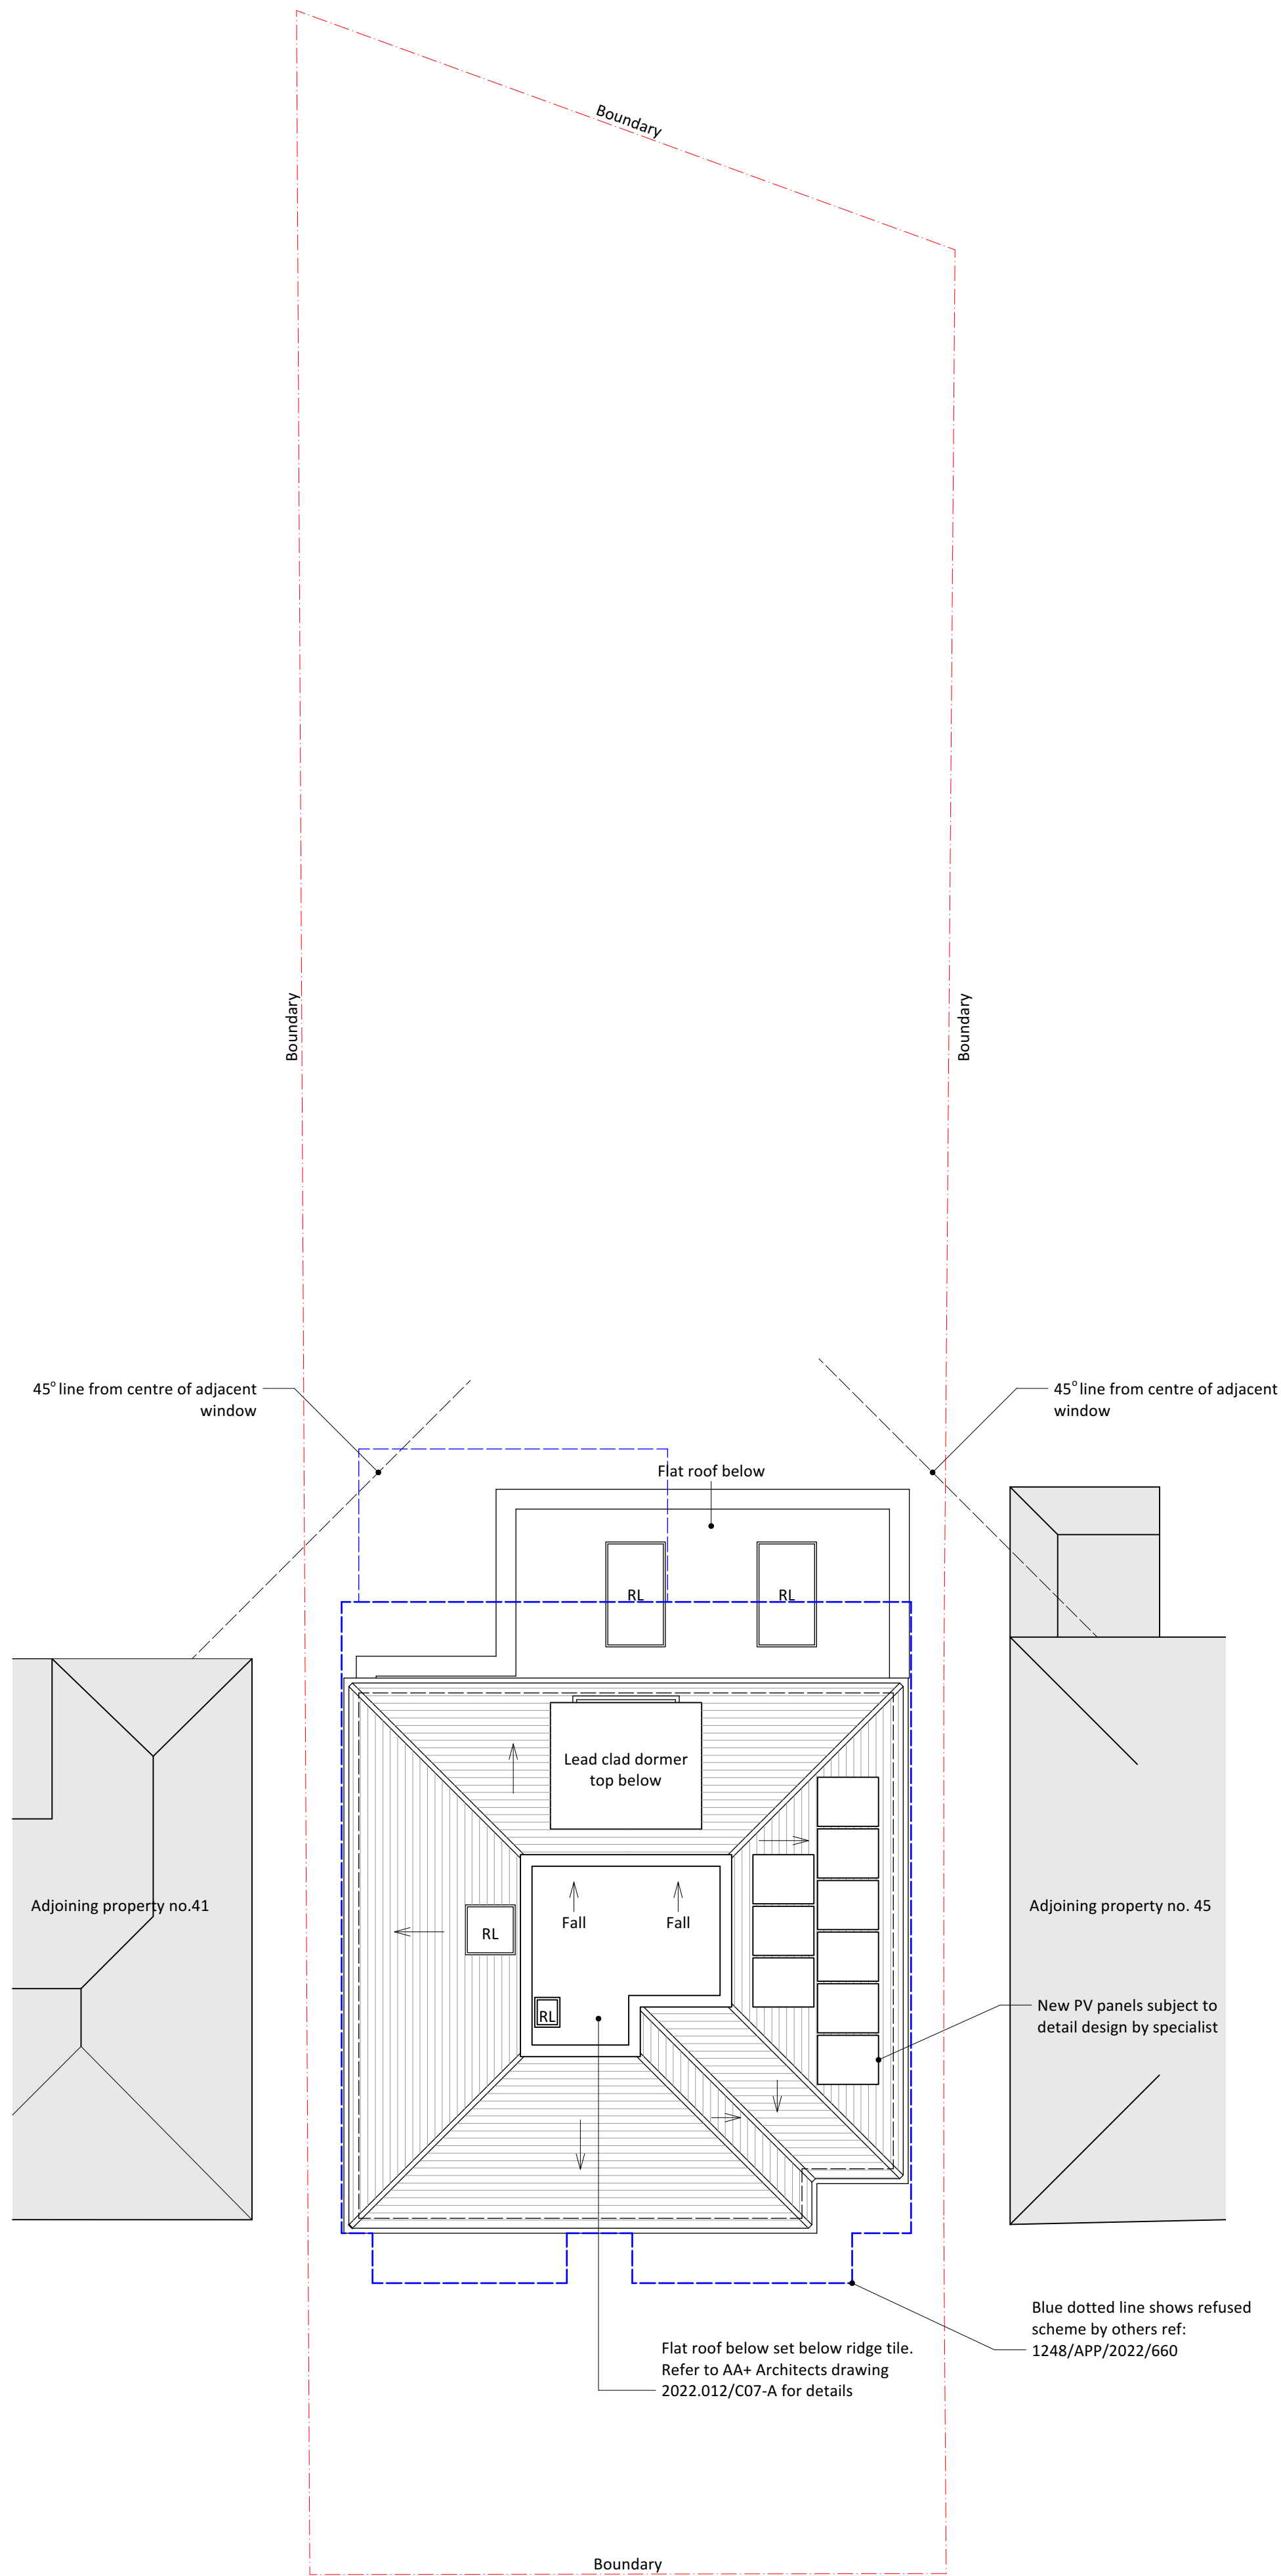 Boundary
Boundary
Boundary
45° line from centre of adjacent
window
45° line from centre of adjacent
window
Flat roof below
RL
RL
Lead clad dormer
top below
Adjoining property no.41
RL
Fall
Fall
RL
Adjoining property no. 45
New PV panels subject to
detail design by specialist
Blue dotted line shows refused
scheme by others ref:
1248/APP/2022/660
Flat roof below set below ridge tile.
Refer to AA+ Architects drawing
2022.012/C07-A for details
Boundary